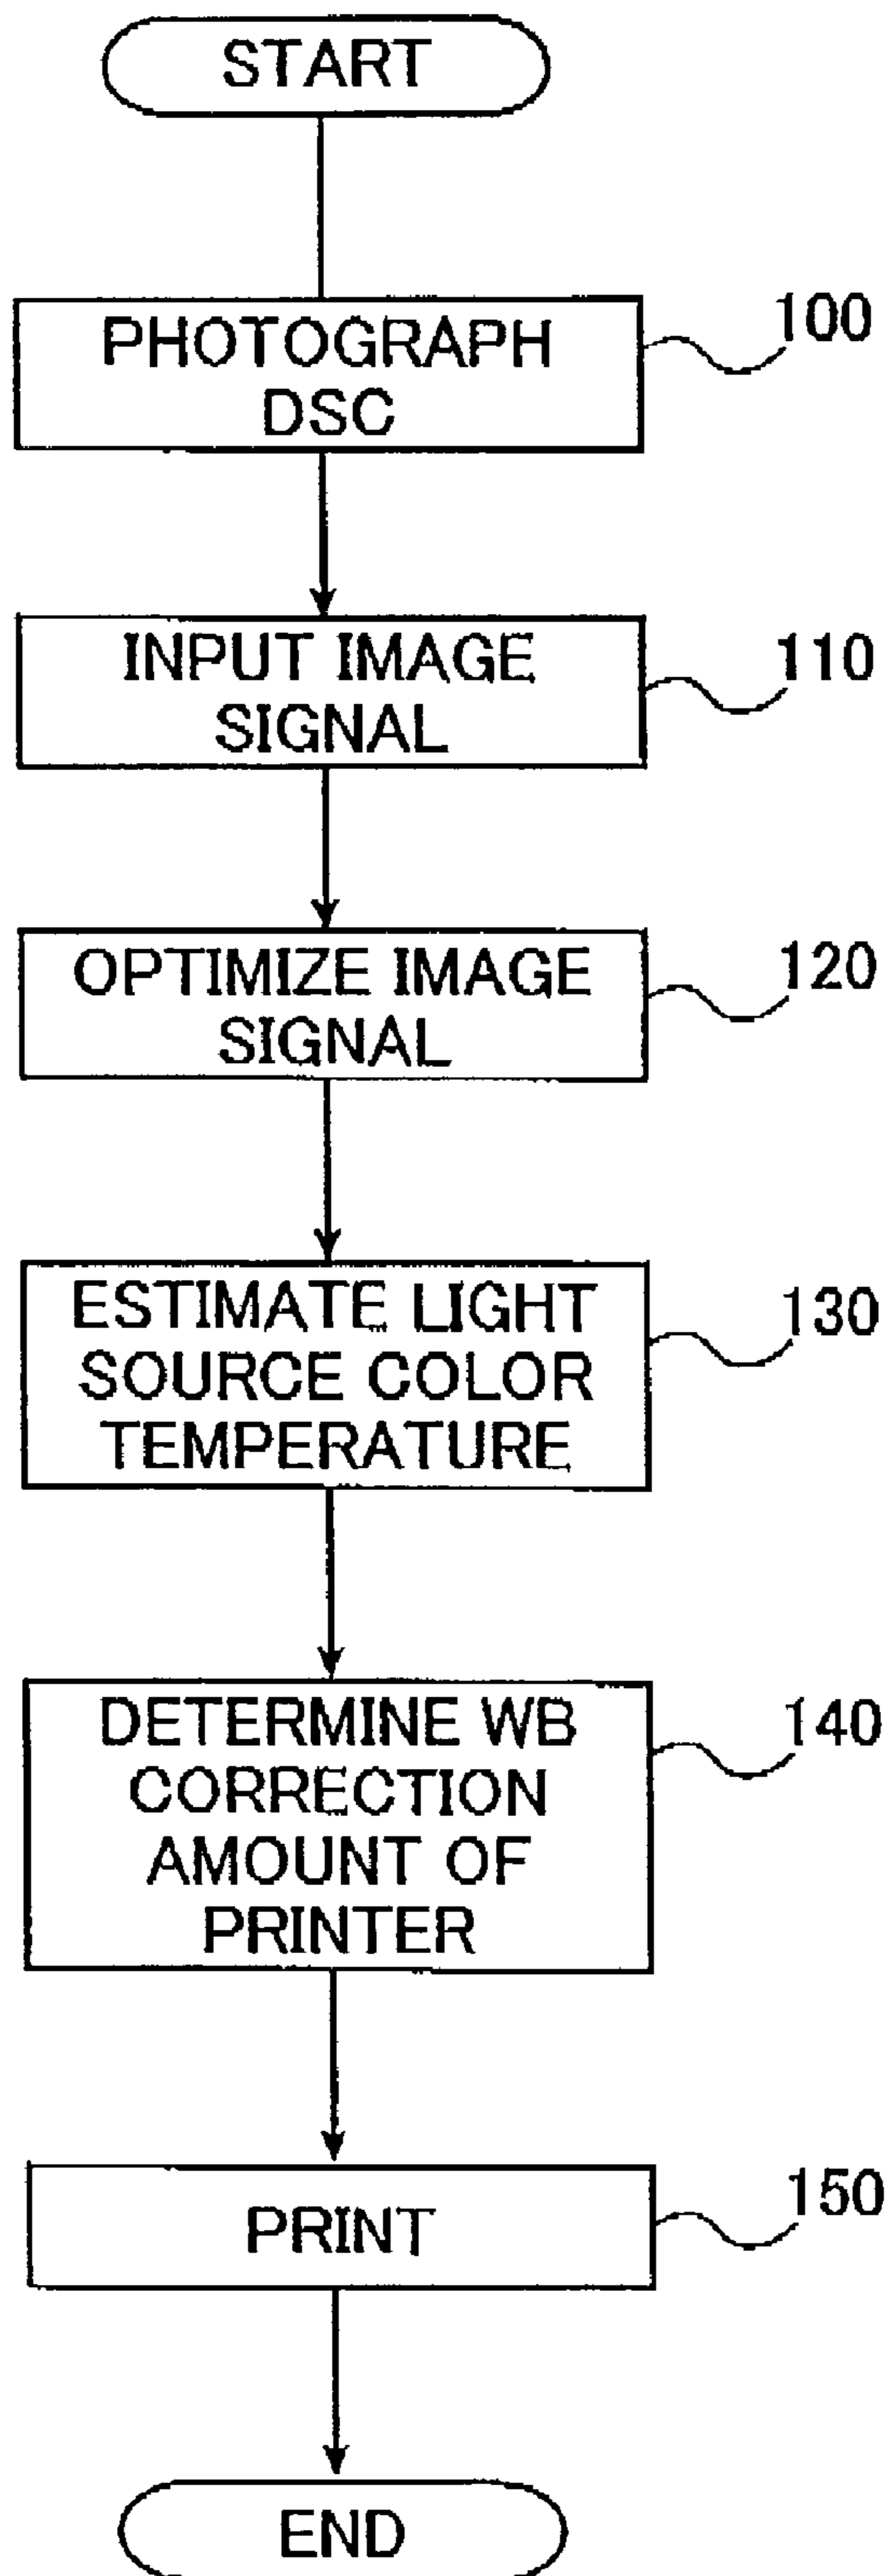 START
PHOTOGRAPH
DSC
100
INPUT IMAGE
SIGNAL
110
OPTIMIZE IMAGE
SIGNAL
120
ESTIMATE LIGHT
SOURCE COLOR
TEMPERATURE
130
DETERMINE WB
CORRECTION
AMOUNT OF
PRINTER
140
PRINT
150
END